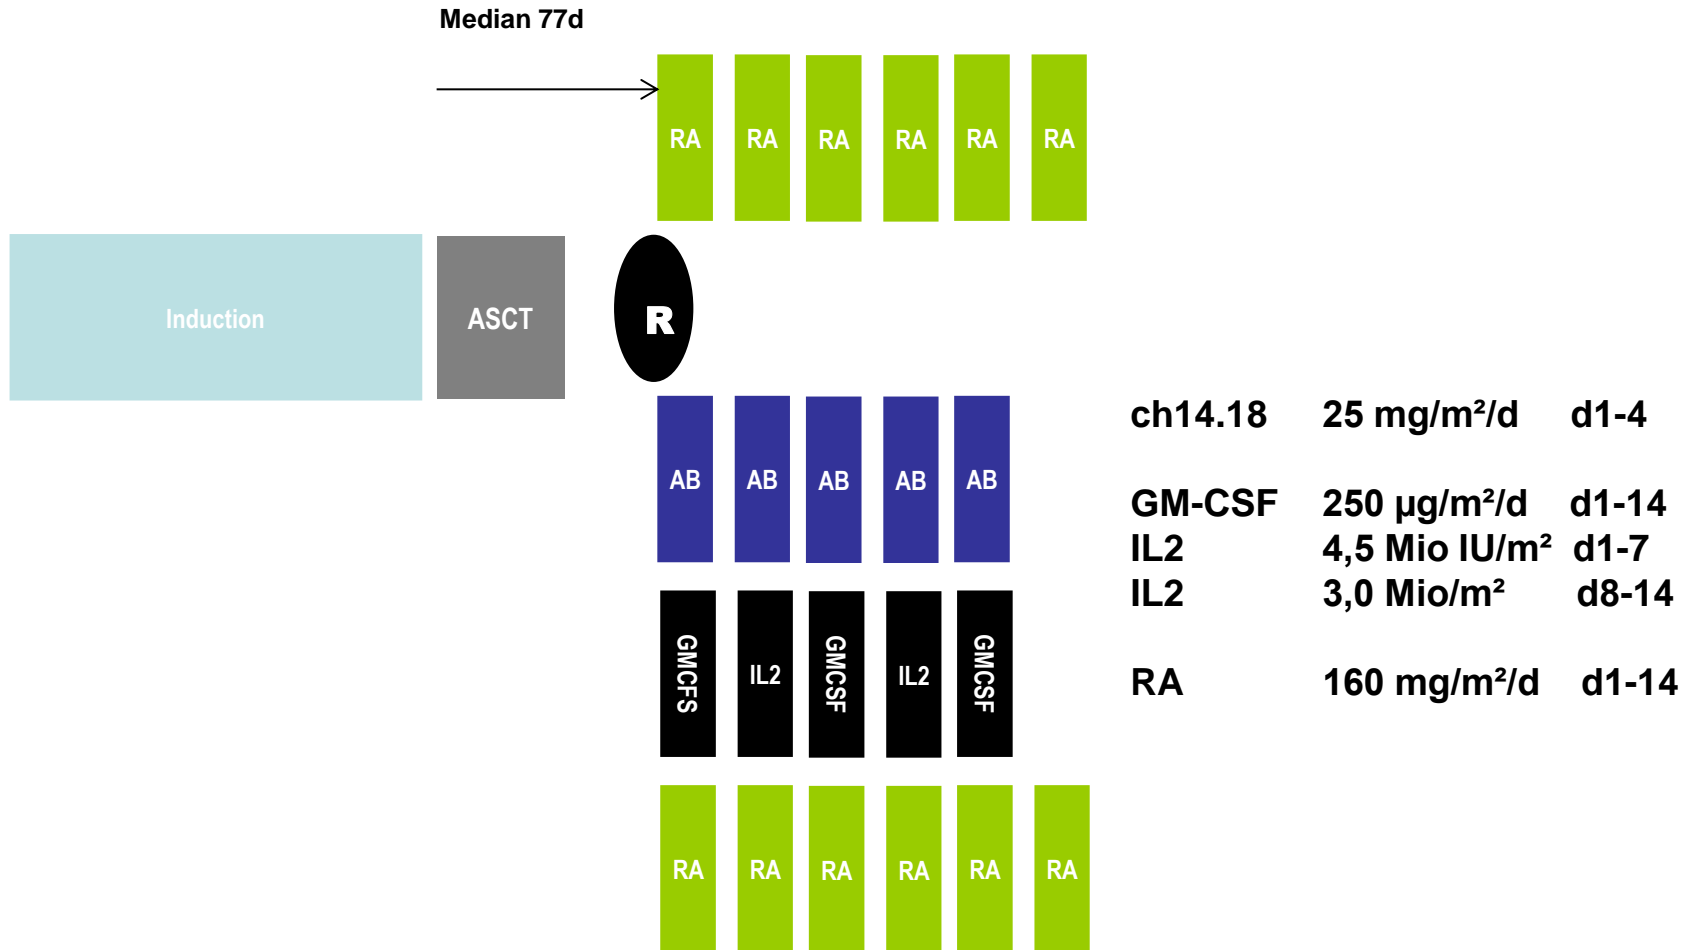 Median 77d
RA RA RA RA RA RA
Induction ASCT R
AB AB AB AB AB
GMCFS IL2 GMCSF IL2 GMCSF
RA RA RA RA RA RA
ch14.18 25 mg/m²/d d1-4
GM-CSF 250 µg/m²/d d1-14
IL2 4,5 Mio IU/m² d1-7
IL2 3,0 Mio/m² d8-14
RA 160 mg/m²/d d1-14